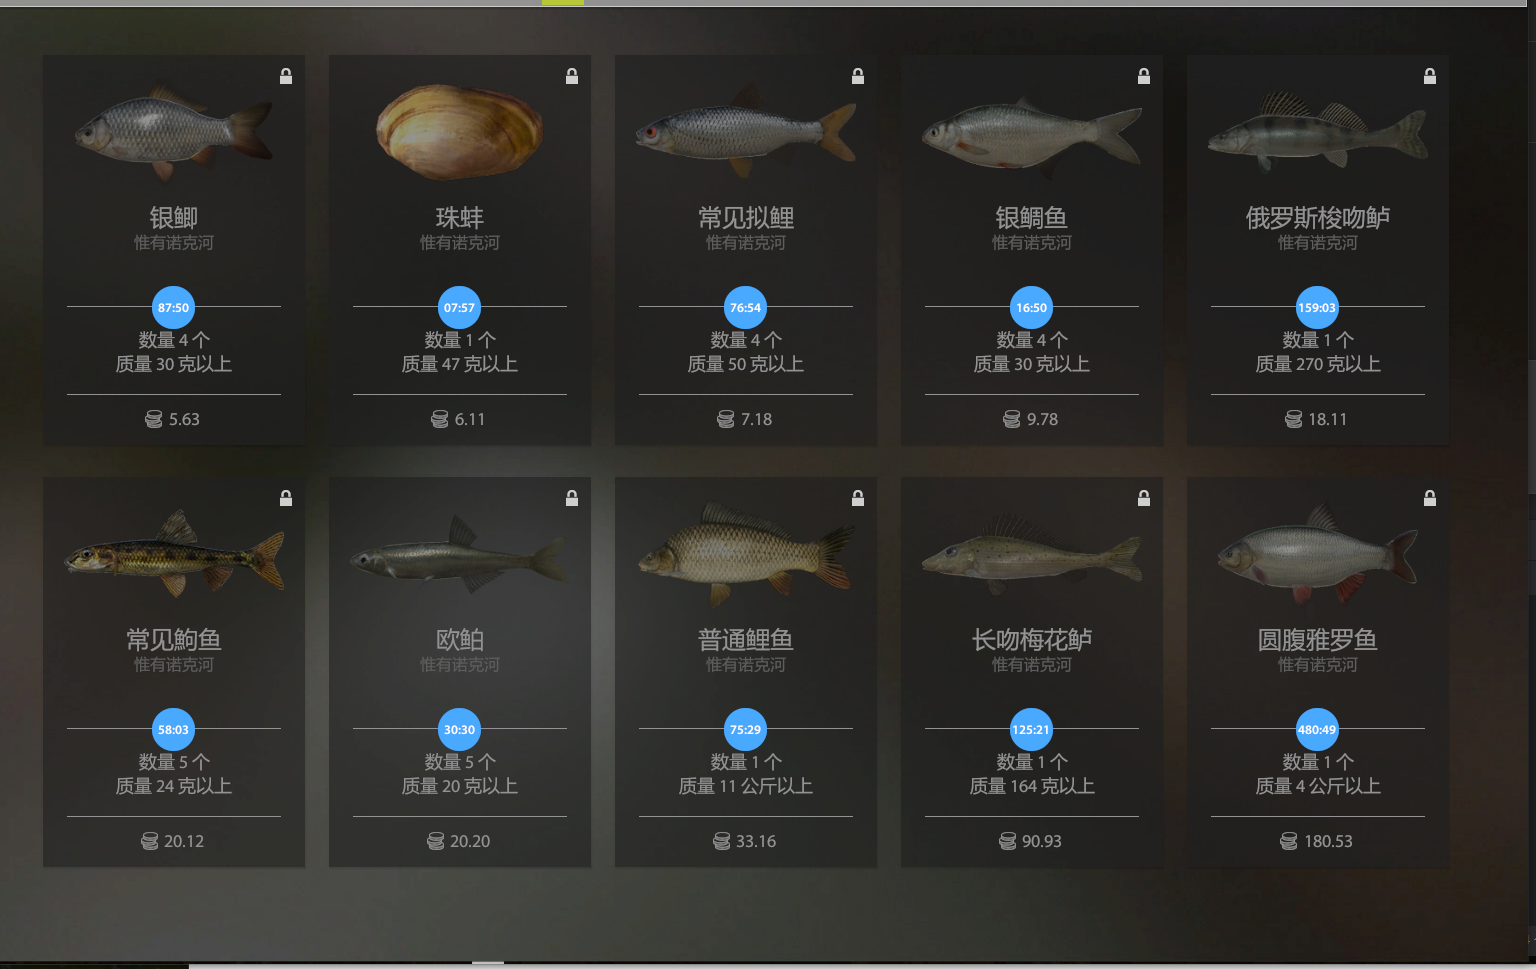 银鲫
惟有诺克河
87:50
数量 4 个
质量 30 克以上
5.63
珠蚌
惟有诺克河
07:57
数量 1 个
质量 47 克以上
6.11
常见拟鲤
惟有诺克河
76:54
数量 4 个
质量 50 克以上
7.18
银鲷鱼
惟有诺克河
16:50
数量 4 个
质量 30 克以上
9.78
俄罗斯梭吻鲈
惟有诺克河
159:03
数量 1 个
质量 270 克以上
18.11
常见鮈鱼
惟有诺克河
58:03
数量 5 个
质量 24 克以上
20.12
欧鲌
惟有诺克河
30:30
数量 5 个
质量 20 克以上
20.20
普通鲤鱼
惟有诺克河
75:29
数量 1 个
质量 11 公斤以上
33.16
长吻梅花鲈
惟有诺克河
125:21
数量 1 个
质量 164 克以上
90.93
圆腹雅罗鱼
惟有诺克河
480:49
数量 1 个
质量 4 公斤以上
180.53